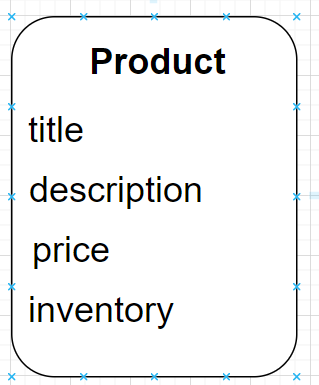 Product
title
description
price
inventory